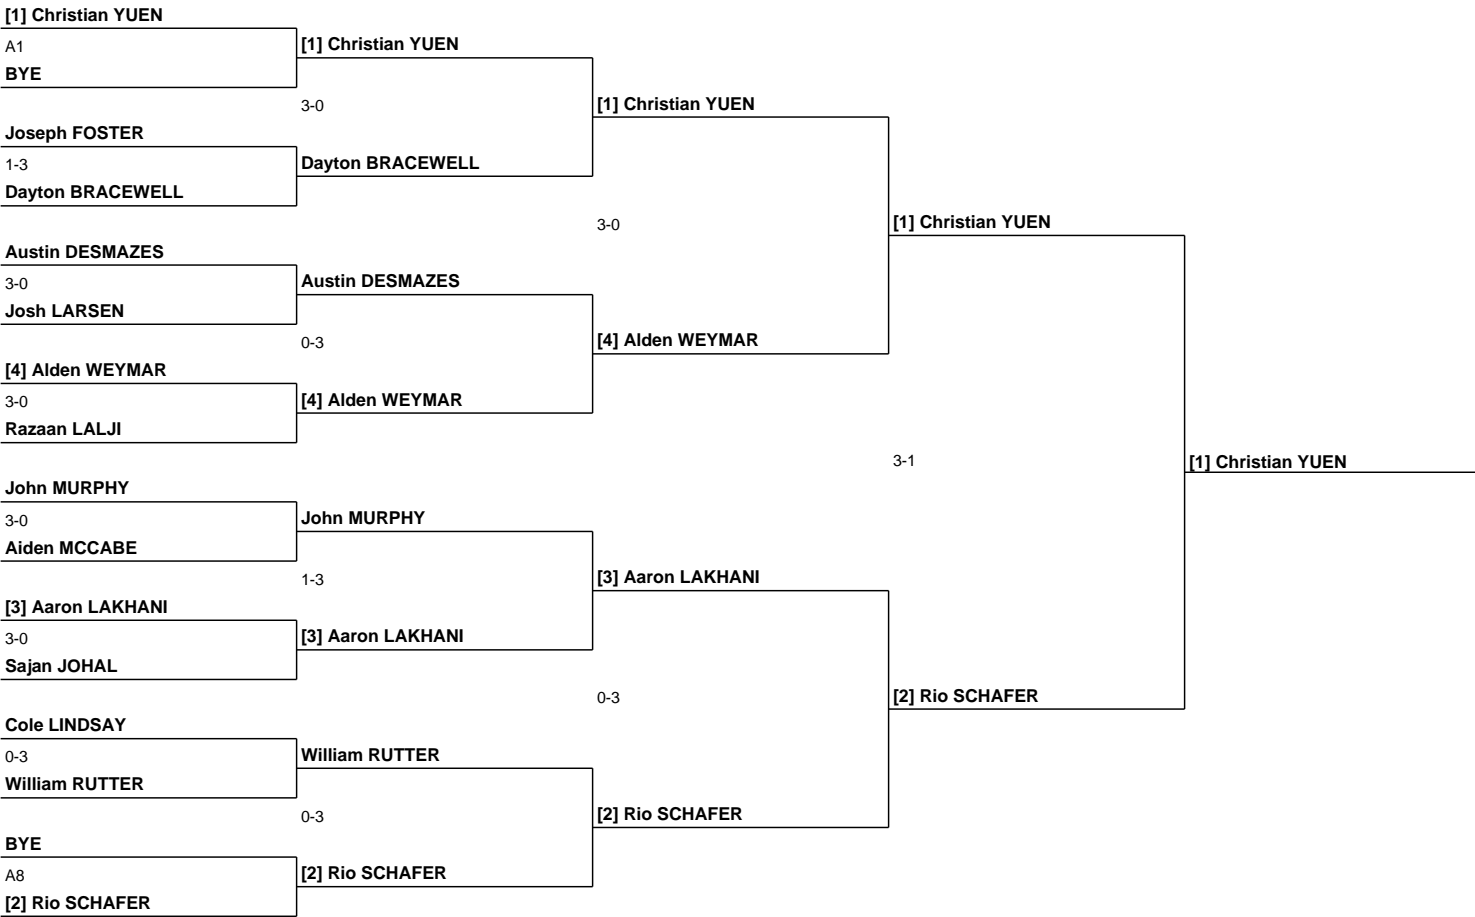 [1] Christian YUEN
A1
BYE
Joseph FOSTER
1-3
Dayton BRACEWELL
Austin DESMAZES
3-0
Josh LARSEN
[4] Alden WEYMAR
3-0
Razaan LALJI
John MURPHY
3-0
Aiden MCCABE
[3] Aaron LAKHANI
3-0
Sajan JOHAL
Cole LINDSAY
0-3
William RUTTER
BYE
A8
[2] Rio SCHAFER
[1] Christian YUEN
3-0
Dayton BRACEWELL
Austin DESMAZES
0-3
[4] Alden WEYMAR
John MURPHY
1-3
[3] Aaron LAKHANI
William RUTTER
0-3
[2] Rio SCHAFER
[1] Christian YUEN
3-0
[4] Alden WEYMAR
[3] Aaron LAKHANI
0-3
[2] Rio SCHAFER
[1] Christian YUEN
3-1
[2] Rio SCHAFER
[1] Christian YUEN